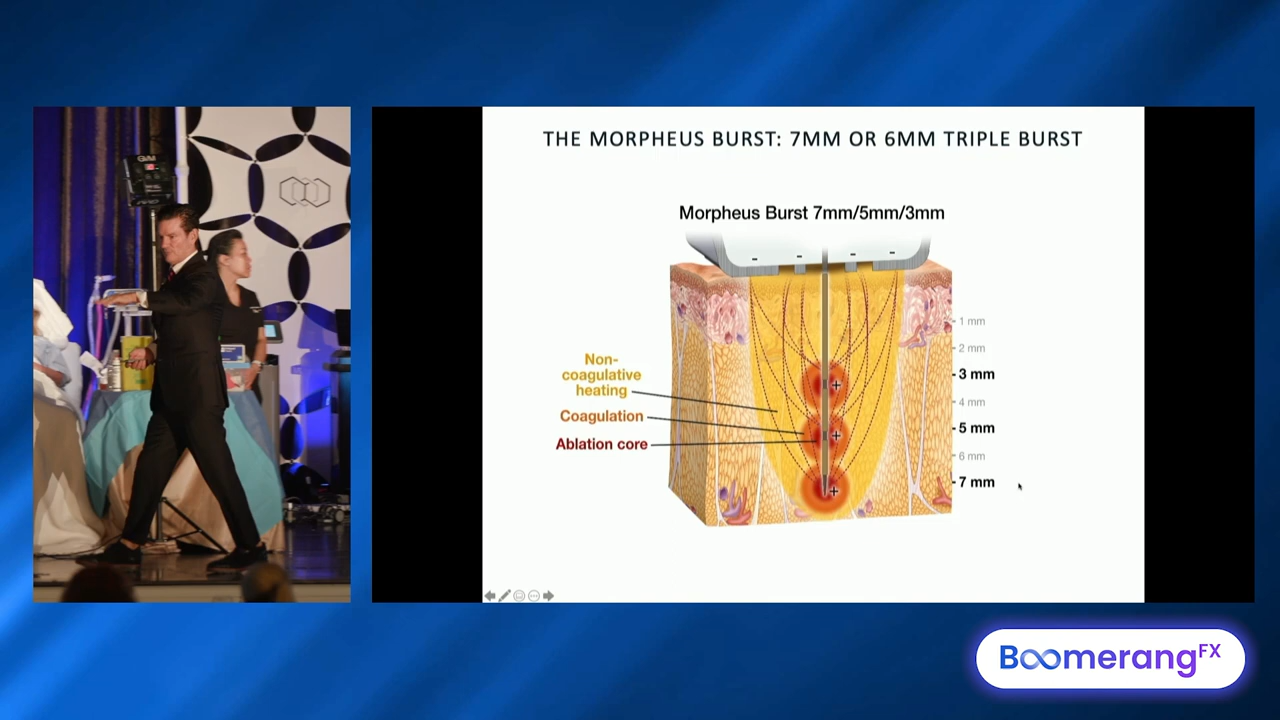 THE MORPHEUS BURST: 7MM OR 6MM TRIPLE BURST
Morpheus Burst 7mm/5mm/3mm
Non-
coagulative
heating
Coagulation
Ablation core
1 mm
2 mm
3 mm
4 mm
5 mm
6 mm
7 mm
BoomerangFX